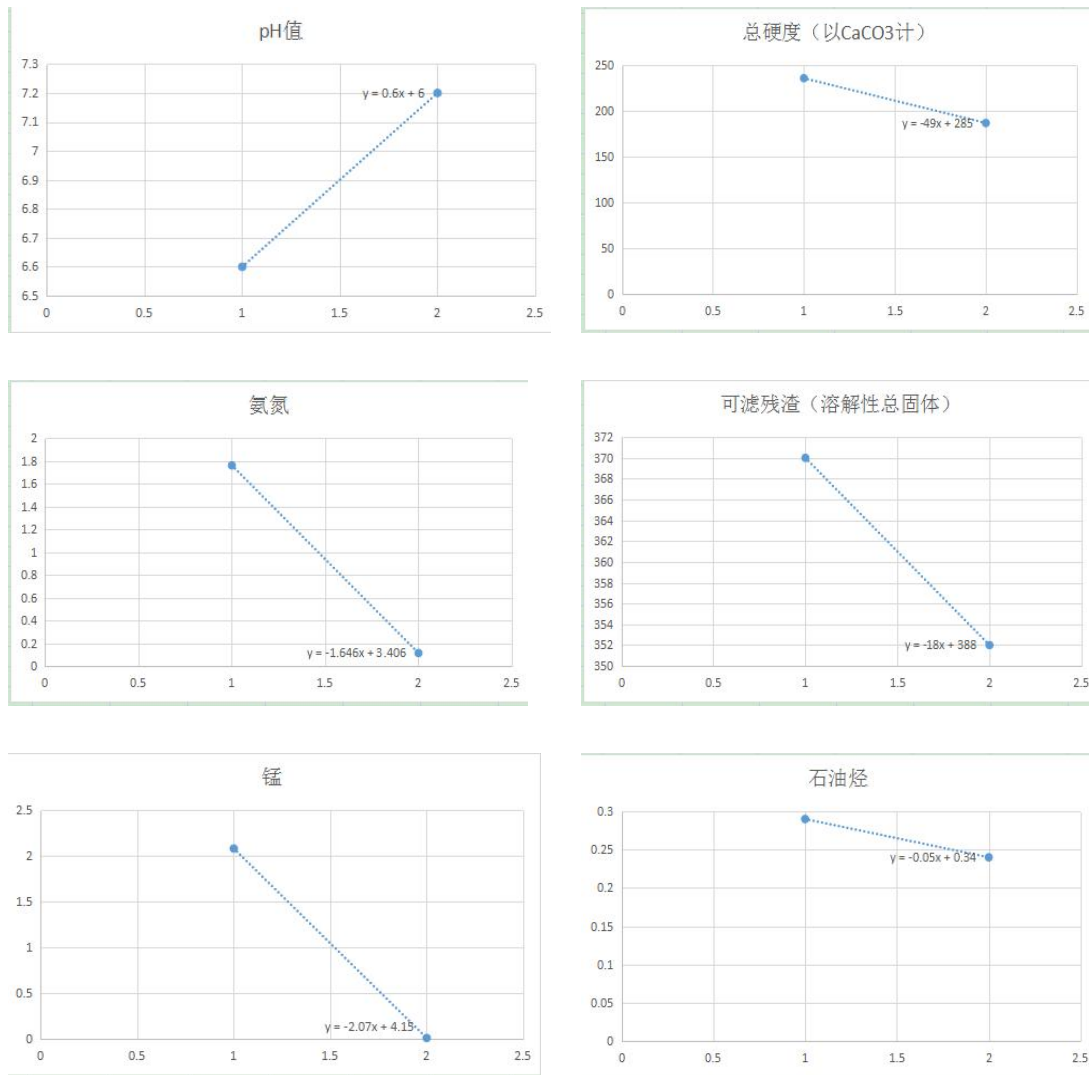 pH值
7.3
7.2
7.1
7
6.9
6.8
6.7
6.6
6.5
y = 0.6x + 6
0 0.5 1 1.5 2 2.5
总硬度（以CaCO3计）
250
200
150
100
50
0
y = -49x + 285
0 0.5 1 1.5 2 2.5
氨氮
2
1.8
1.6
1.4
1.2
1
0.8
0.6
0.4
0.2
0
y = -1.646x + 3.406
0 0.5 1 1.5 2 2.5
可滤残渣（溶解性总固体）
372
370
368
366
364
362
360
358
356
354
352
350
y = -18x + 388
0 0.5 1 1.5 2 2.5
锰
2.5
2
1.5
1
0.5
0
y = -2.07x + 4.15
0 0.5 1 1.5 2 2.5
石油烃
0.3
0.25
0.2
0.15
0.1
0.05
0
y = -0.05x + 0.34
0 0.5 1 1.5 2 2.5